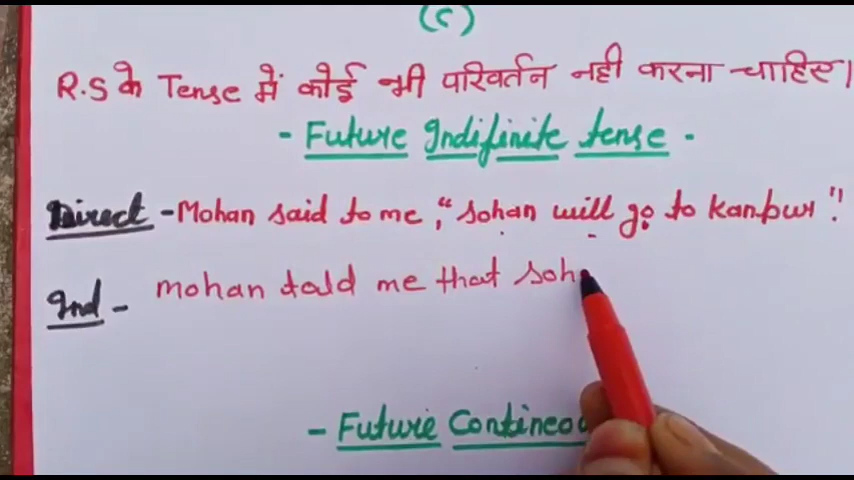 (c)
R.S के Tense में कोई भी परिवर्तन नही करना चाहिए।
- Future Indifinite tense -
Direct - Mohan said to me, "Sohan will go to Kanpur".
Ind - mohan told me that soh
- Future Contineo